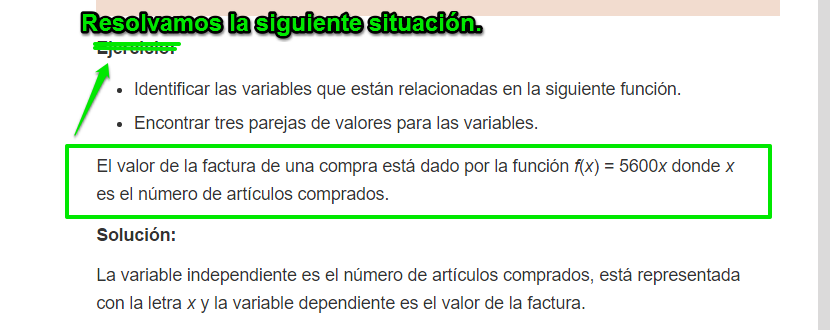 Resolvamos la siguiente situación.
Ejercicio:
• Identificar las variables que están relacionadas en la siguiente función.
• Encontrar tres parejas de valores para las variables.
El valor de la factura de una compra está dado por la función f(x) = 5600x donde x
es el número de artículos comprados.
Solución:
La variable independiente es el número de artículos comprados, está representada
con la letra x y la variable dependiente es el valor de la factura.